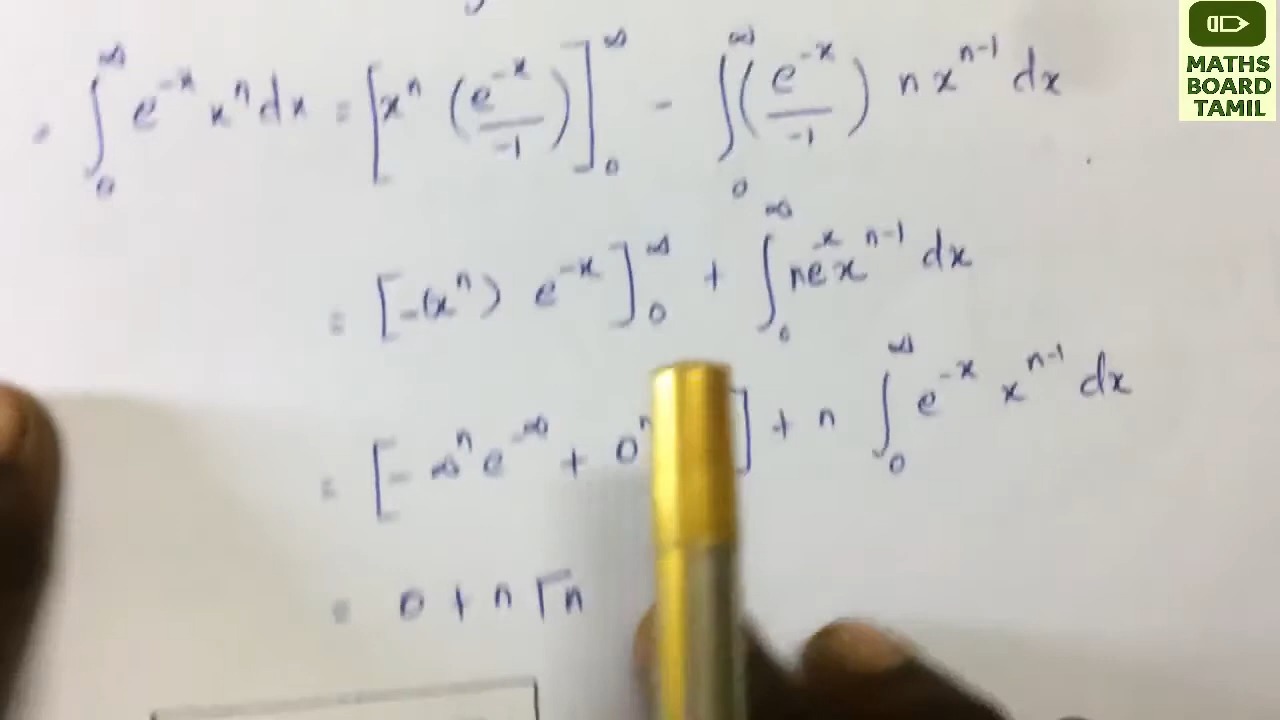 = ∫₀^∞ e^{-x} x^n dx = [x^n (e^{-x}/-1)]₀^∞ - ∫₀^∞ (e^{-x}/-1) n x^{n-1} dx
MATHS
BOARD
TAMIL
= [-(x^n) e^{-x}]₀^∞ + ∫₀^∞ n e^x x^{n-1} dx
= [- ∞^n e^{-∞} + 0^n ] + n ∫₀^∞ e^{-x} x^{n-1} dx
= 0 + n Γn